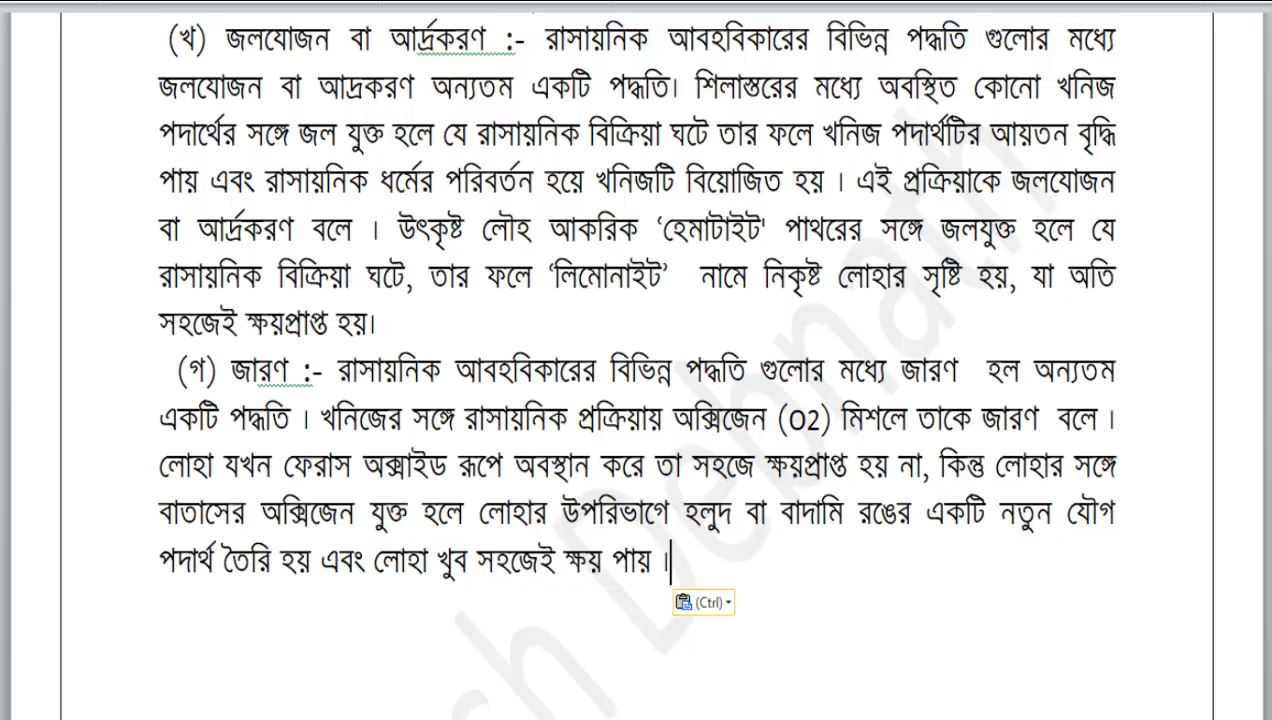 (খ) জলযোজন বা আর্দ্রকরণ :- রাসায়নিক আবহবিকারের বিভিন্ন পদ্ধতি গুলোর মধ্যে
জলযোজন বা আদ্রকরণ অন্যতম একটি পদ্ধতি। শিলাস্তরের মধ্যে অবস্থিত কোনো খনিজ
পদার্থের সঙ্গে জল যুক্ত হলে যে রাসায়নিক বিক্রিয়া ঘটে তার ফলে খনিজ পদার্থটির আয়তন বৃদ্ধি
পায় এবং রাসায়নিক ধর্মের পরিবর্তন হয়ে খনিজটি বিয়োজিত হয় । এই প্রক্রিয়াকে জলযোজন
বা আর্দ্রকরণ বলে । উৎকৃষ্ট লৌহ আকরিক ‘হেমাটাইট' পাথরের সঙ্গে জলযুক্ত হলে যে
রাসায়নিক বিক্রিয়া ঘটে, তার ফলে ‘লিমোনাইট’ নামে নিকৃষ্ট লোহার সৃষ্টি হয়, যা অতি
সহজেই ক্ষয়প্রাপ্ত হয়।
(গ) জারণ :- রাসায়নিক আবহবিকারের বিভিন্ন পদ্ধতি গুলোর মধ্যে জারণ হল অন্যতম
একটি পদ্ধতি । খনিজের সঙ্গে রাসায়নিক প্রক্রিয়ায় অক্সিজেন (O2) মিশলে তাকে জারণ বলে ।
লোহা যখন ফেরাস অক্সাইড রূপে অবস্থান করে তা সহজে ক্ষয়প্রাপ্ত হয় না, কিন্তু লোহার সঙ্গে
বাতাসের অক্সিজেন যুক্ত হলে লোহার উপরিভাগে হলুদ বা বাদামি রঙের একটি নতুন যৌগ
পদার্থ তৈরি হয় এবং লোহা খুব সহজেই ক্ষয় পায় ।
(Ctrl)
sh Debnath